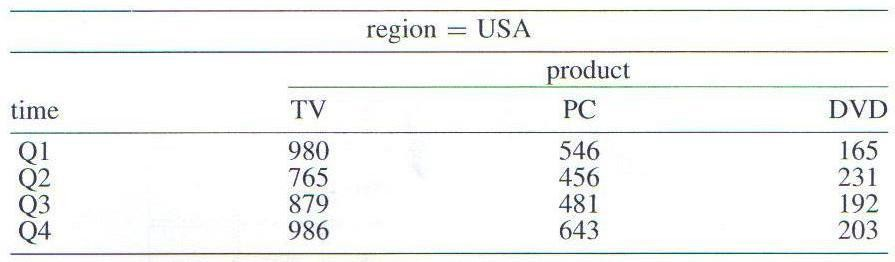 region = USA
product
time TV PC DVD
Q1 980 546 165
Q2 765 456 231
Q3 879 481 192
Q4 986 643 203